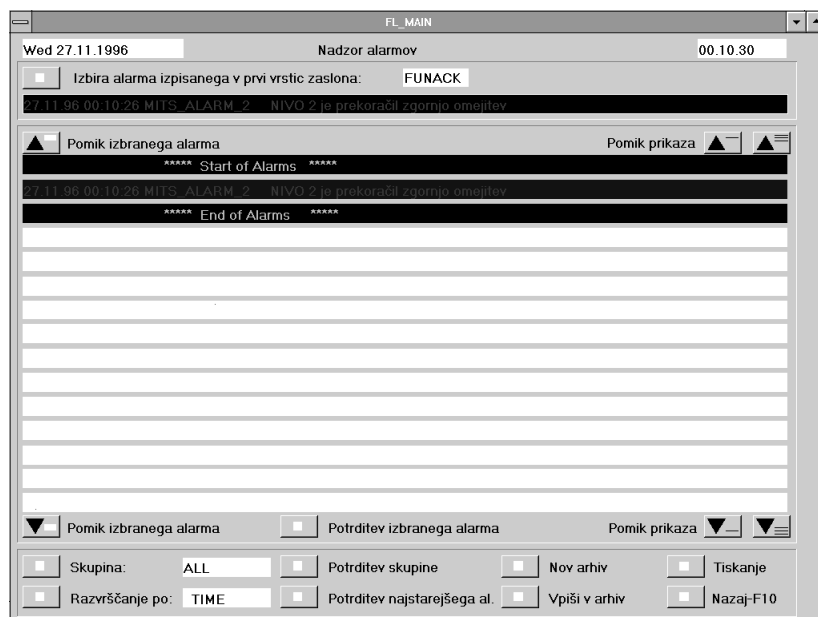 FL_MAIN
Wed 27.11.1996 Nadzor alarmov 00.10.30
Izbira alarma izpisanega v prvi vrstic zaslona: FUNACK
27.11.96 00:10:26 MITS_ALARM_2 NIVO 2 je prekoračil zgornjo omejitev
Pomik izbranega alarma Pomik prikaza
***** Start of Alarms *****
27.11.96 00:10:26 MITS_ALARM_2 NIVO 2 je prekoračil zgornjo omejitev
***** End of Alarms *****
Pomik izbranega alarma Potrditev izbranega alarma Pomik prikaza
Skupina: ALL Potrditev skupine Nov arhiv Tiskanje
Razvrščanje po: TIME Potrditev najstarejšega al. Vpiši v arhiv Nazaj-F10